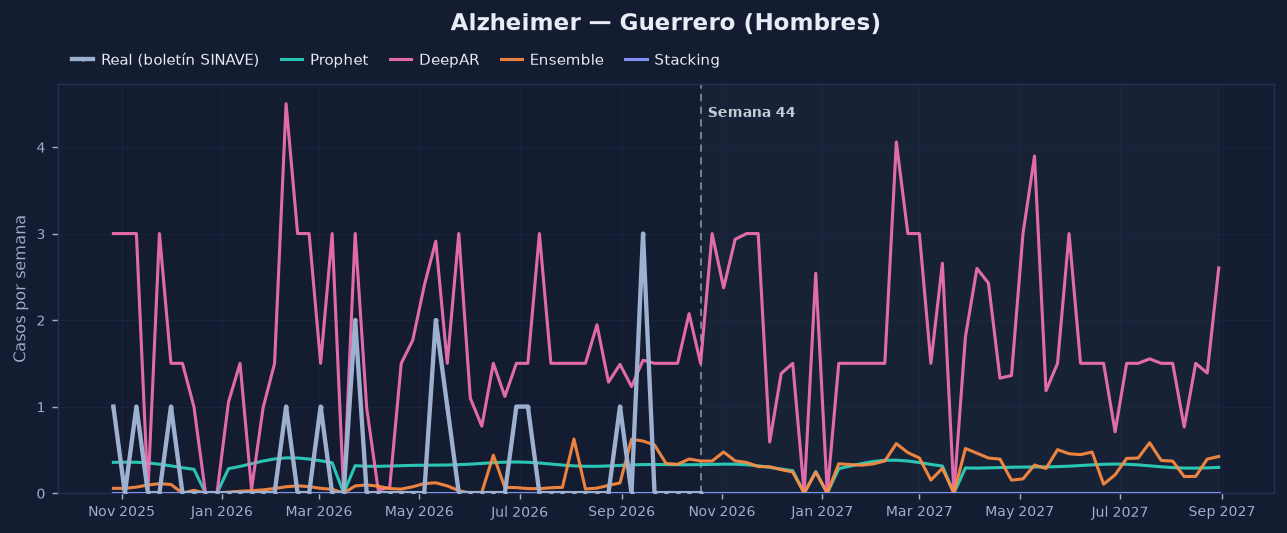 Alzheimer — Guerrero (Hombres)
Real (boletín SINAVE) Prophet DeepAR Ensemble Stacking
Semana 44
Casos por semana
4
3
2
1
0
Nov 2025 Jan 2026 Mar 2026 May 2026 Jul 2026 Sep 2026 Nov 2026 Jan 2027 Mar 2027 May 2027 Jul 2027 Sep 2027